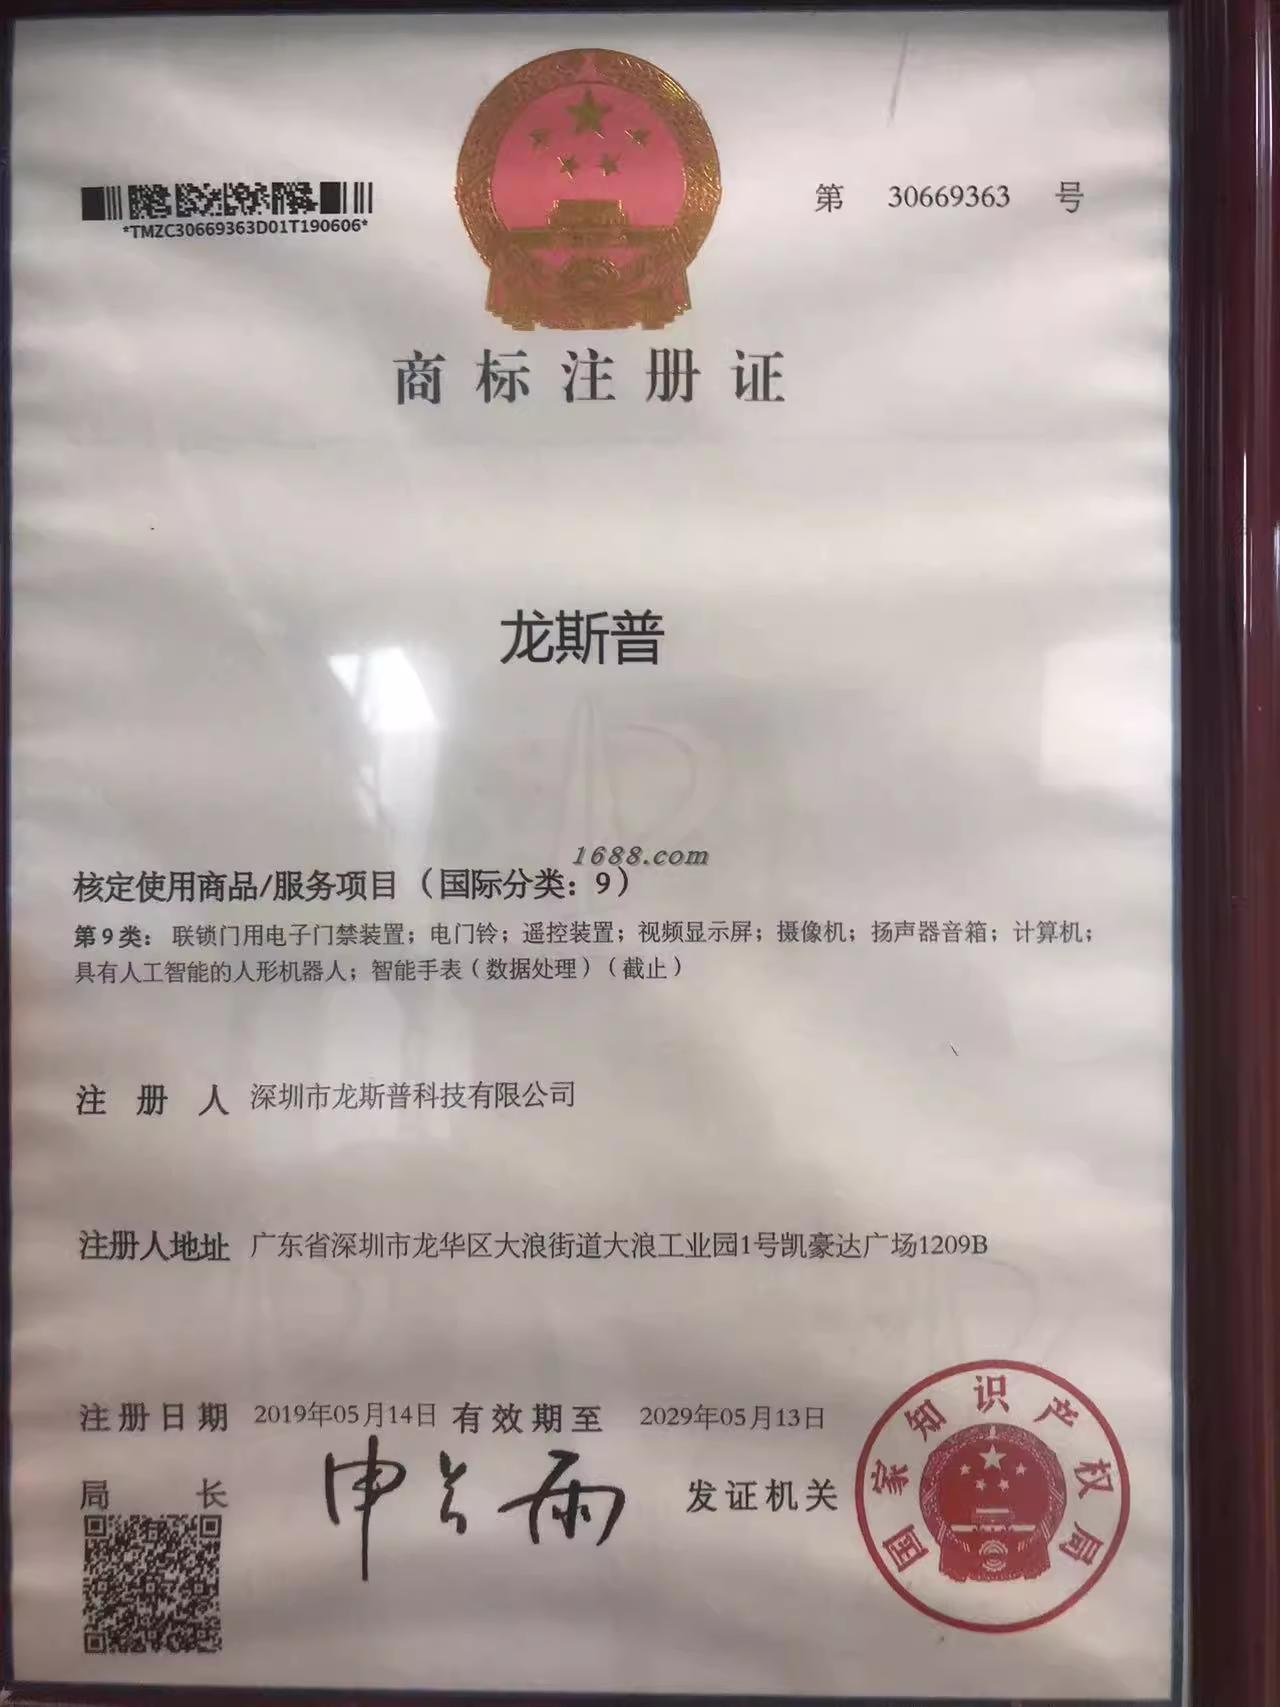 第 30669363 号
*TMZC30669363D01T190606*
商标注册证
龙斯普
1688.com
核定使用商品/服务项目（国际分类：9）
第9类：联锁门用电子门禁装置；电门铃；遥控装置；视频显示屏；摄像机；扬声器音箱；计算机；
具有人工智能的人形机器人；智能手表（数据处理）（截止）
注册人 深圳市龙斯普科技有限公司
注册人地址 广东省深圳市龙华区大浪街道大浪工业园1号凯豪达广场1209B
注册日期 2019年05月14日 有效期至 2029年05月13日
局长 申长雨 发证机关
国家知识产权局